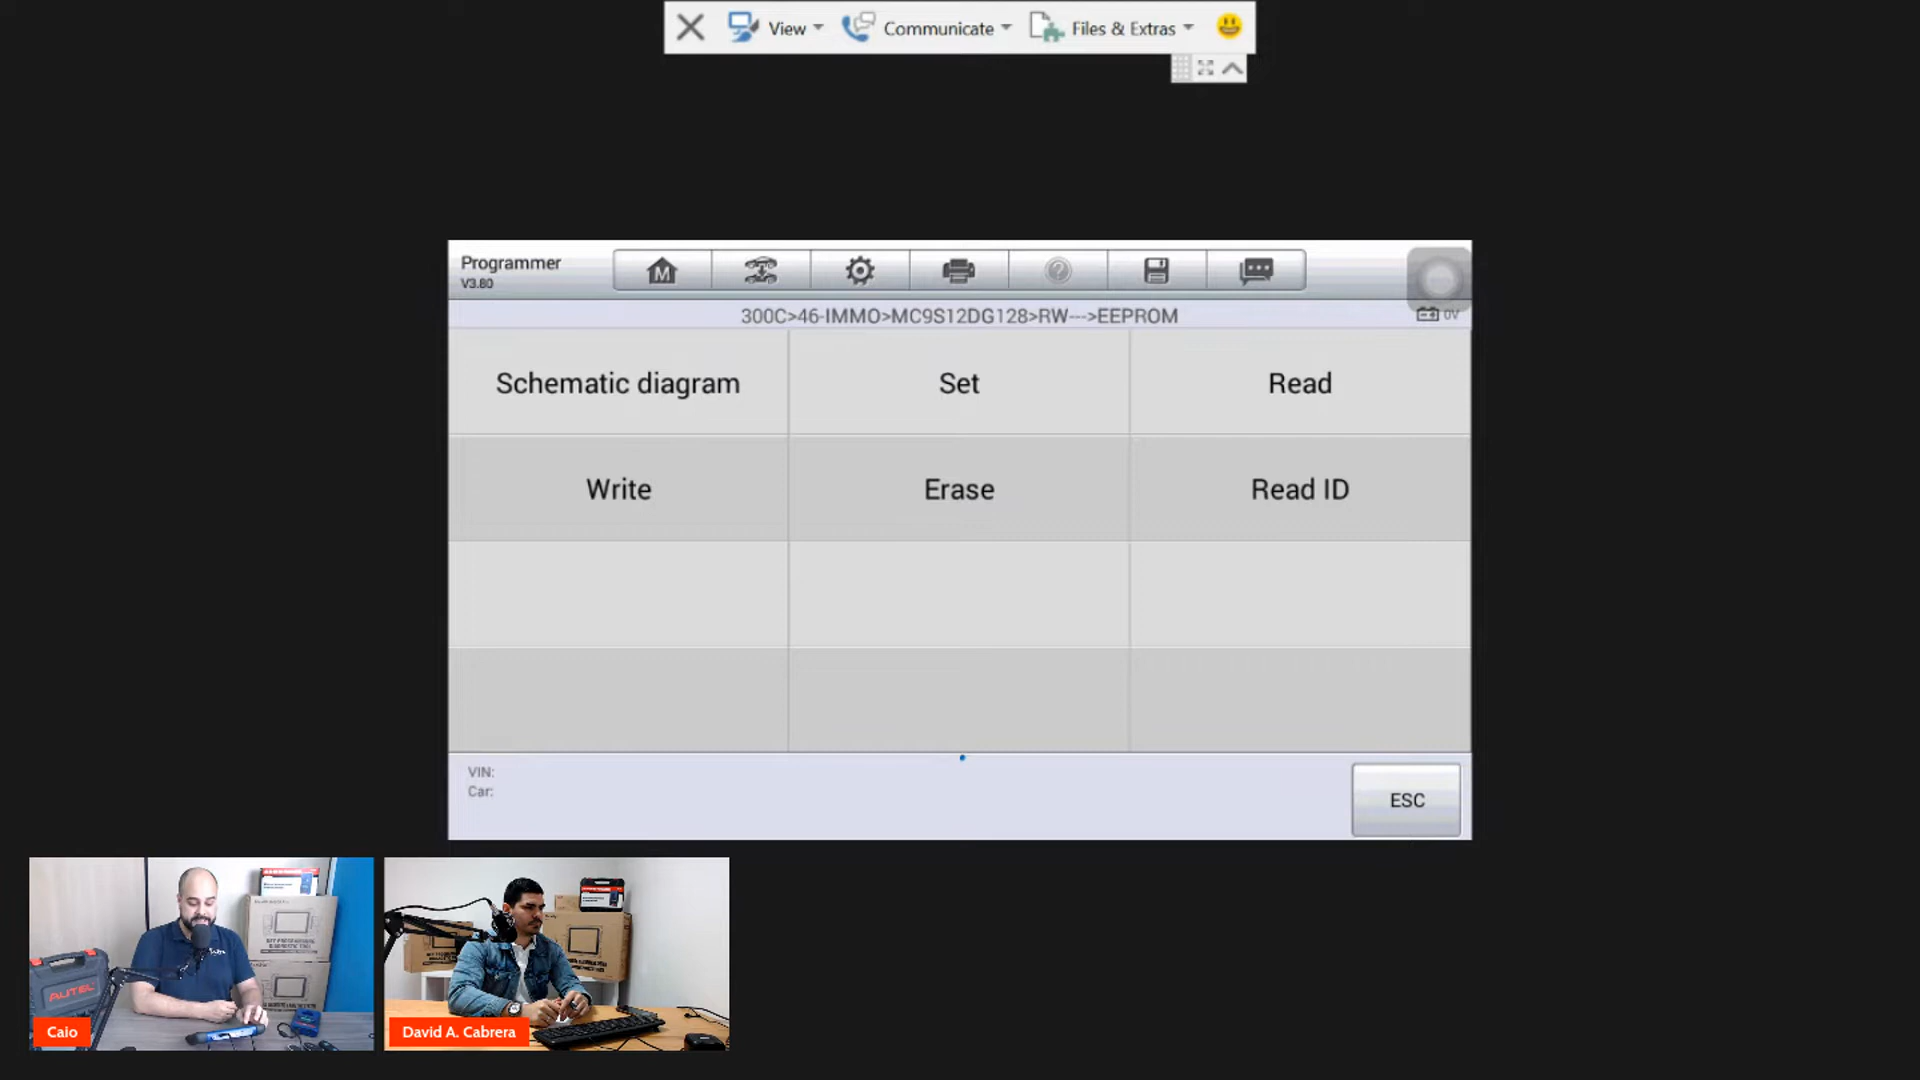 View
Communicate
Files & Extras
Programmer
V3.80
M
?
300C>46-IMMO>MC9S12DG128>RW--->EEPROM
0V
Schematic diagram
Set
Read
Write
Erase
Read ID
VIN:
Car:
ESC
AUTEL
Caio
David A. Cabrera